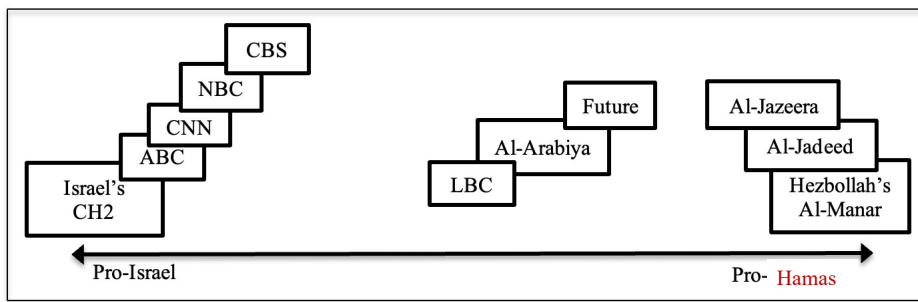 CBS
NBC
CNN
ABC
Israel's
CH2
Future
Al-Arabiya
LBC
Al-Jazeera
Al-Jadeed
Hezbollah's
Al-Manar
Pro-Israel
Pro- Hamas